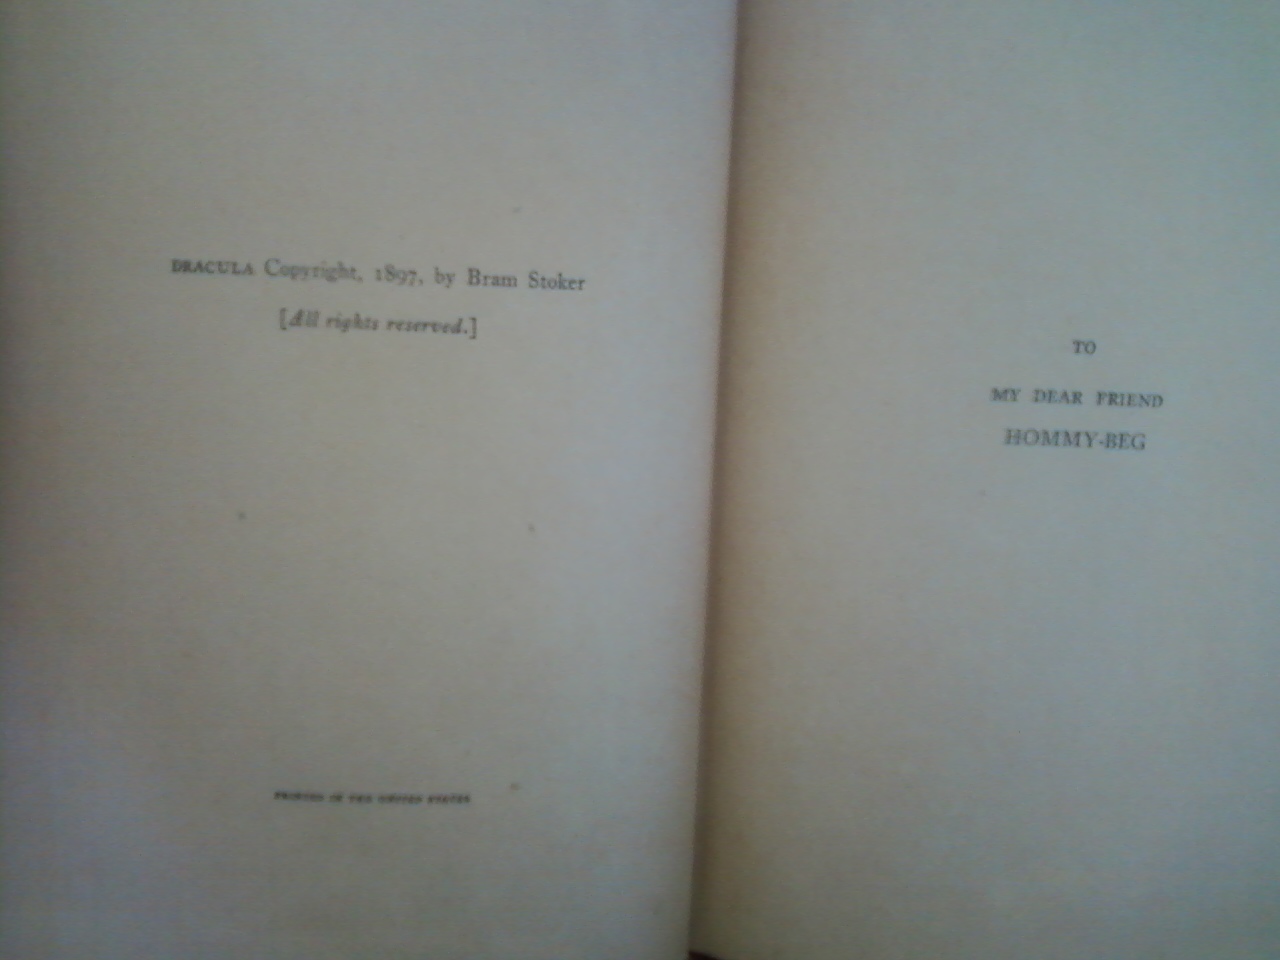 DRACULA Copyright, 1897, by Bram Stoker
[All rights reserved.]
PRINTED IN THE UNITED STATES
TO
MY DEAR FRIEND
HOMMY-BEG